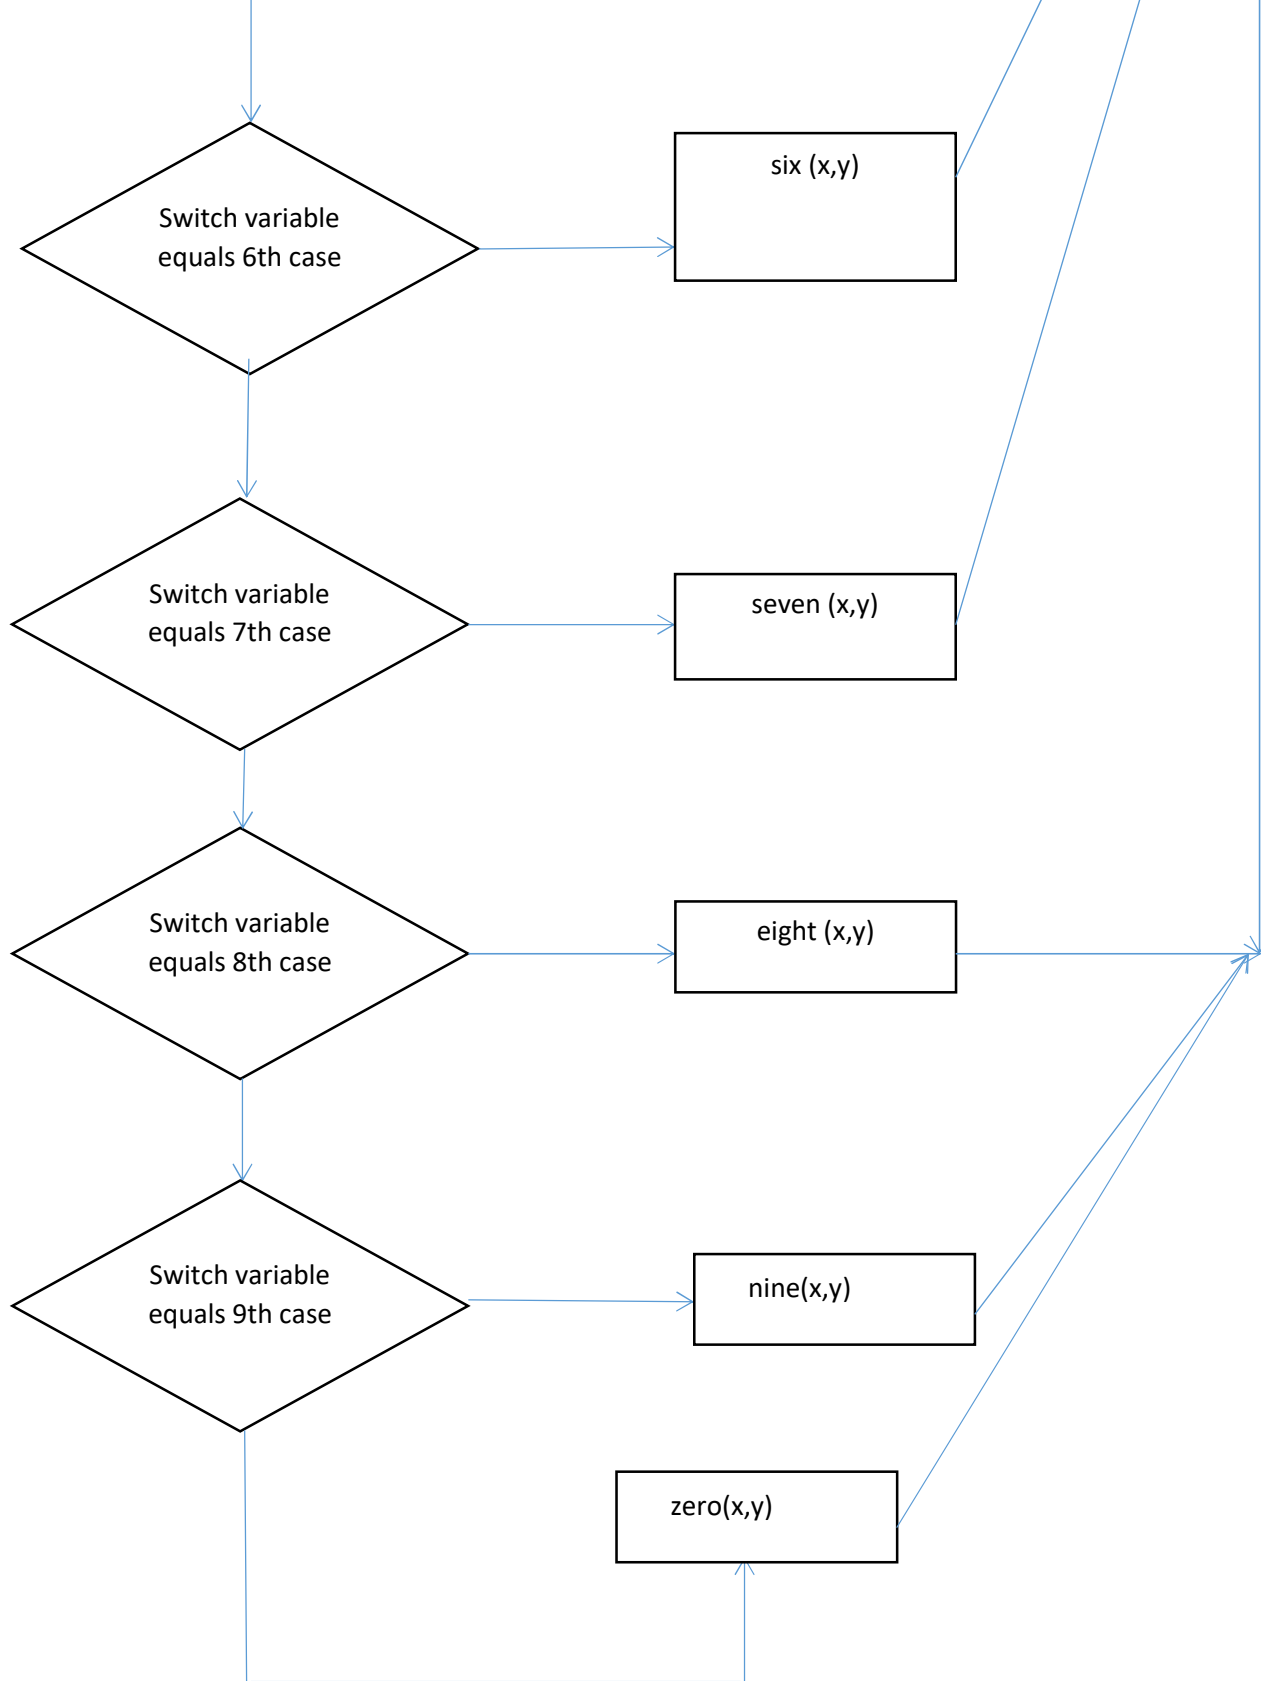 Switch variable
equals 6th case
six (x,y)
Switch variable
equals 7th case
seven (x,y)
Switch variable
equals 8th case
eight (x,y)
Switch variable
equals 9th case
nine(x,y)
zero(x,y)